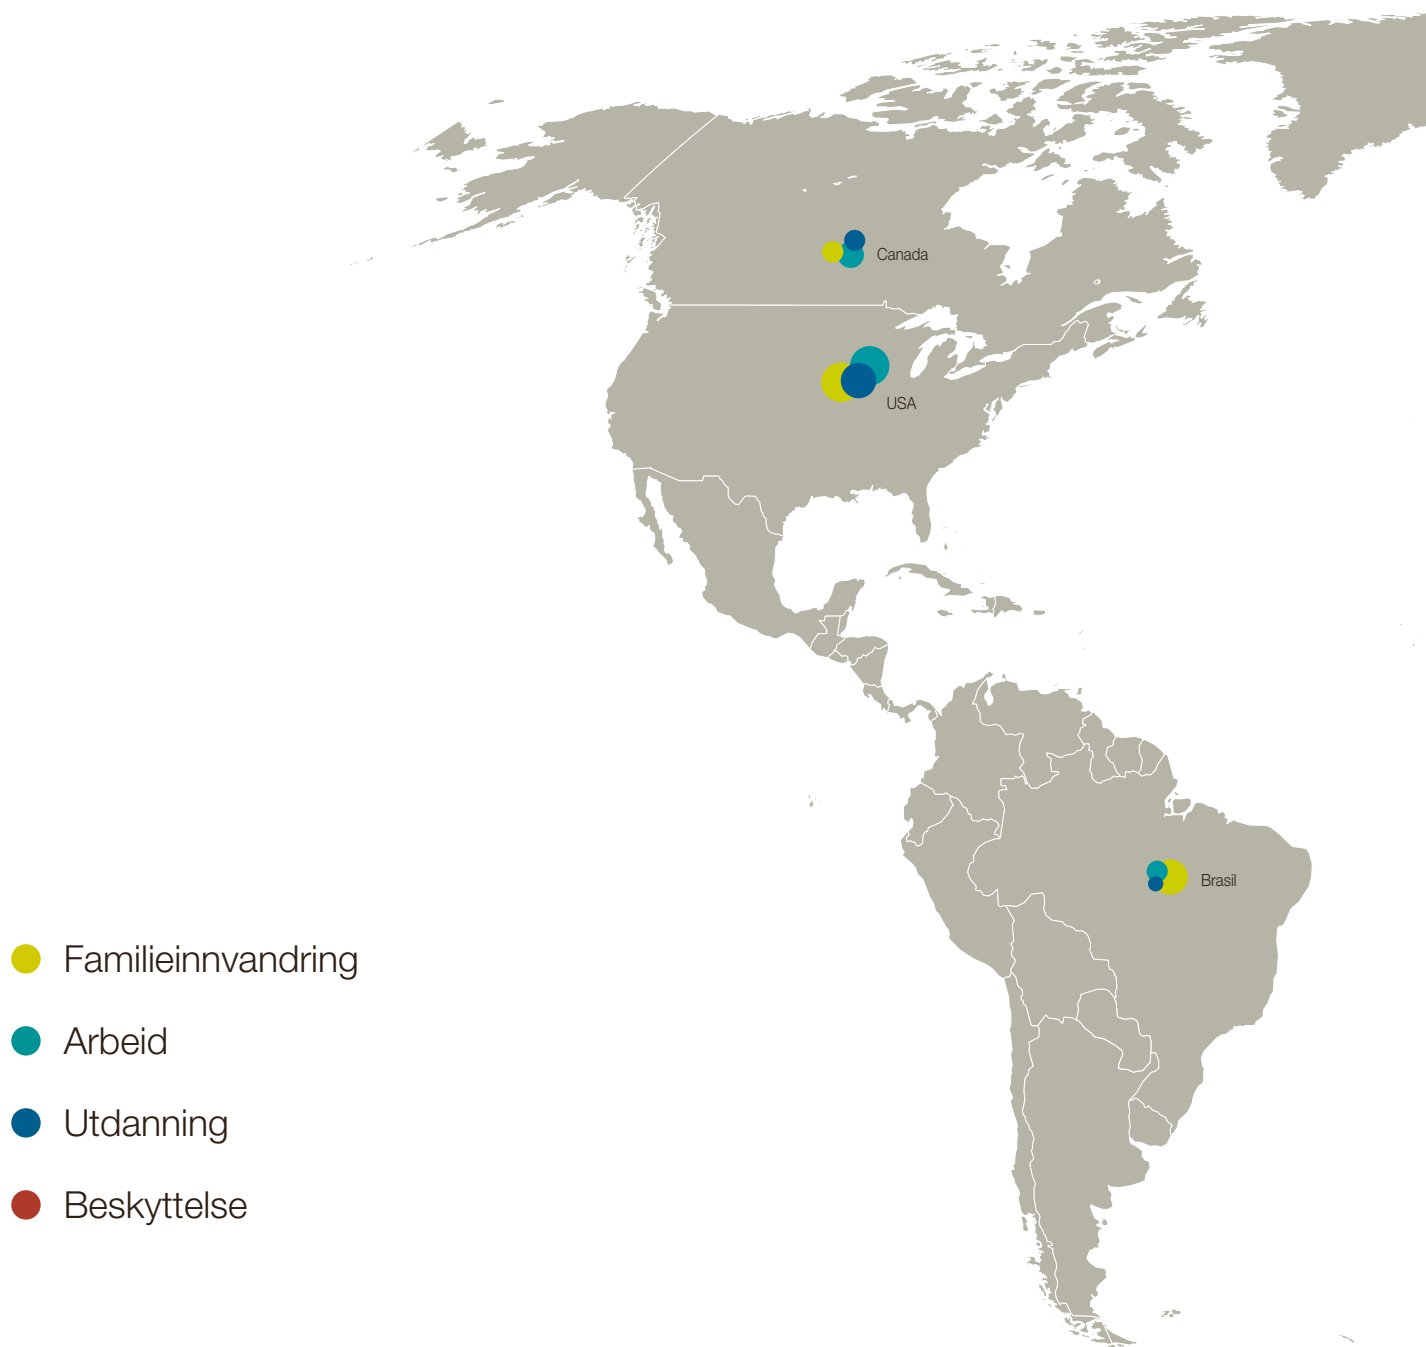 Canada
USA
Brasil
Familieinnvandring
Arbeid
Utdanning
Beskyttelse